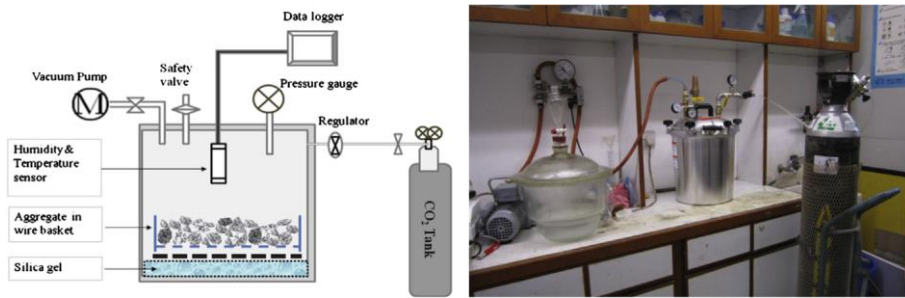 Data logger
Safety
valve
Vacuum Pump
Pressure gauge
M
Regulator
Humidity &
Temperature
sensor
Aggregate in
wire basket
Silica gel
CO₂ Tank